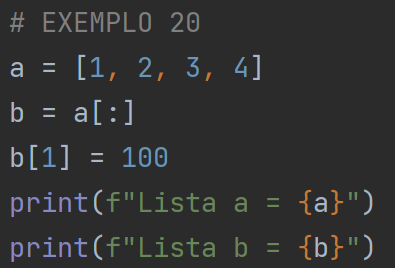 # EXEMPLO 20
a = [1, 2, 3, 4]
b = a[:]
b[1] = 100
print(f"Lista a = {a}")
print(f"Lista b = {b}")